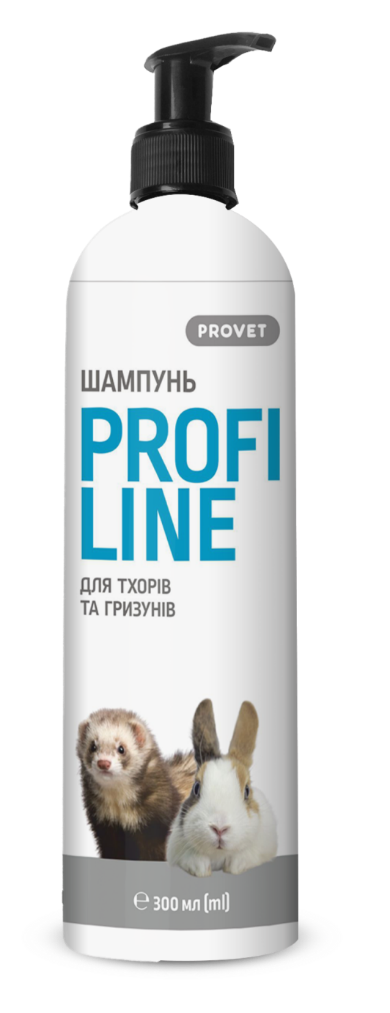 PROVET
ШАМПУНЬ
PROFI
LINE
ДЛЯ ТХОРІВ
ТА ГРИЗУНІВ
℮ 300 мл (ml)